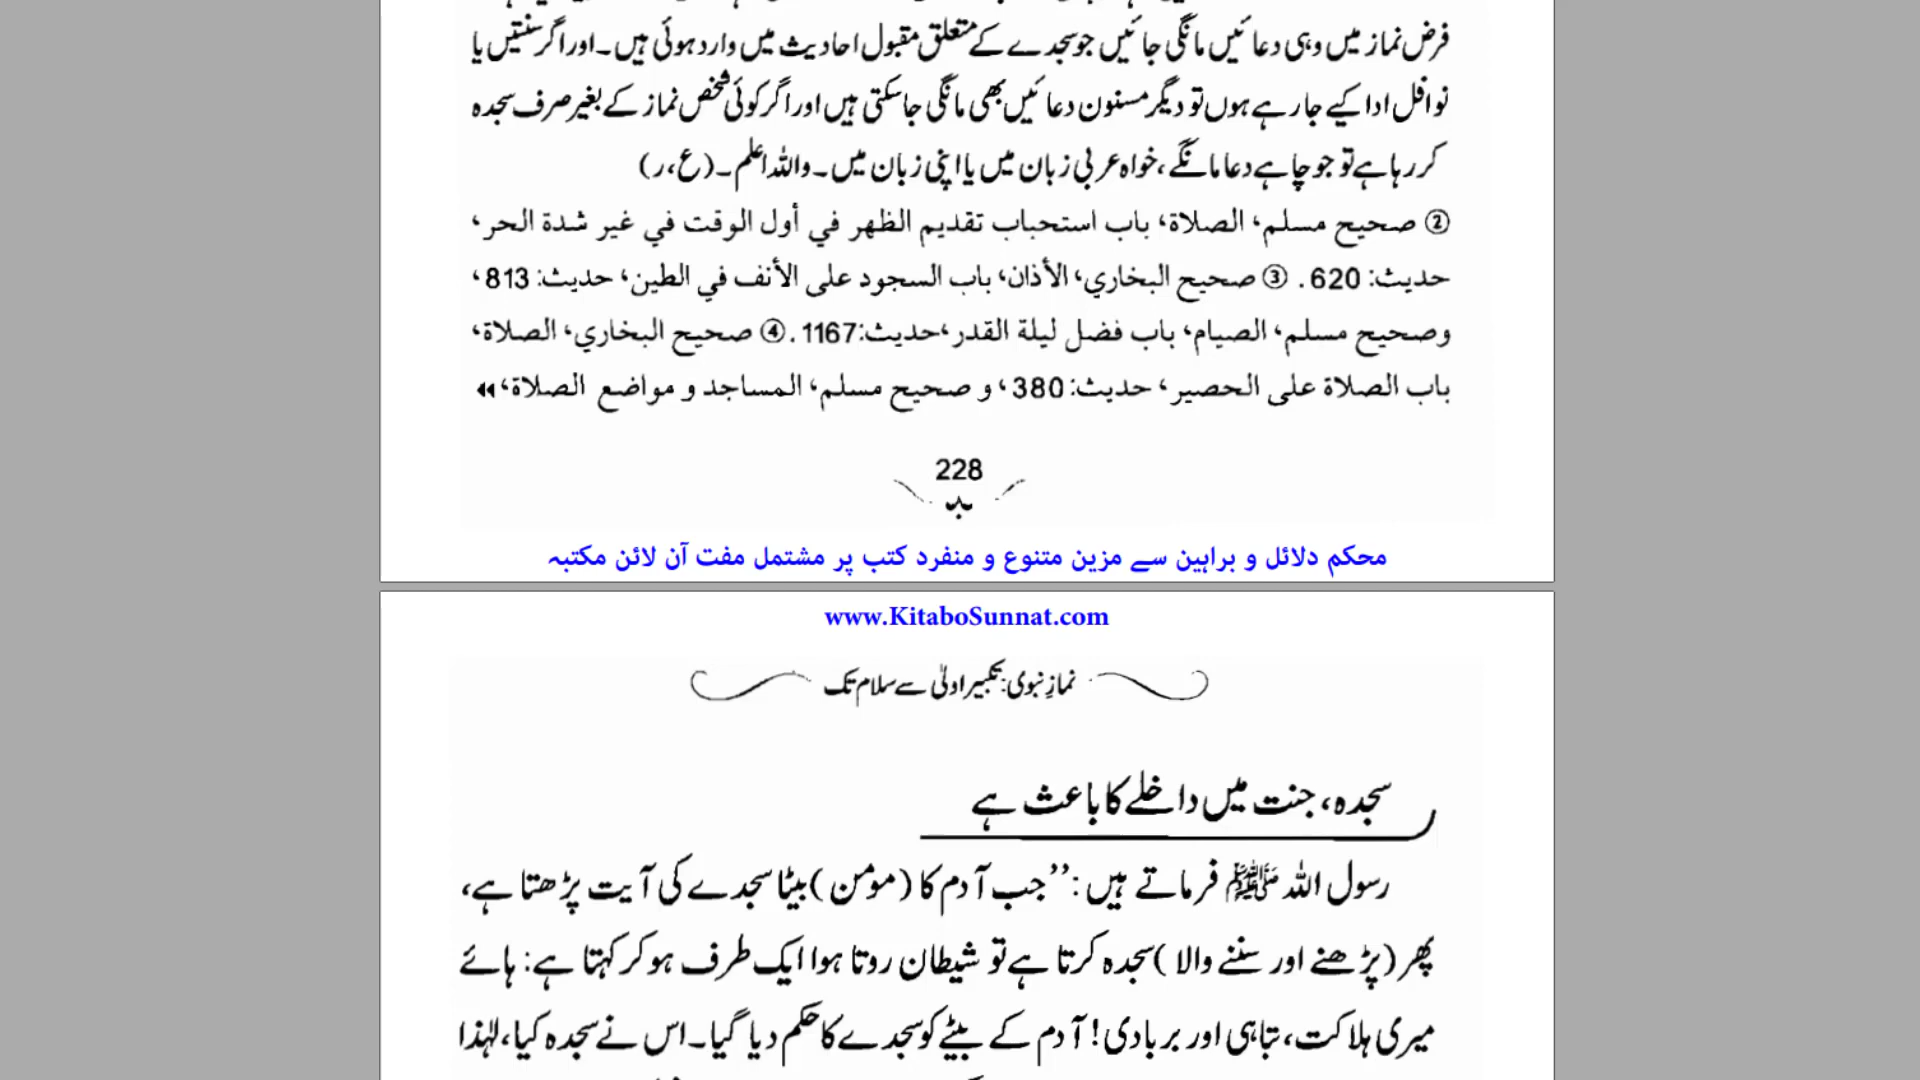 فرض نماز میں وہی دعائیں مانگی جائیں جو سجدے کے متعلق مقبول احادیث میں وارد ہوئی ہیں۔ اور اگر سنتیں یا
نوافل ادا کیے جا رہے ہوں تو دیگر مسنون دعائیں بھی مانگی جا سکتی ہیں اور اگر کوئی شخص نماز کے بغیر صرف سجدہ
کر رہا ہے تو جو چاہے دعا مانگے، خواہ عربی زبان میں یا اپنی زبان میں۔ واللہ اعلم۔ (ع،ر)
② صحيح مسلم، الصلاة، باب استحباب تقديم الظهر في أول الوقت في غير شدة الحر،
حديث: 620. ③ صحيح البخاري، الأذان، باب السجود على الأنف في الطين، حديث: 813،
وصحيح مسلم، الصيام، باب فضل ليلة القدر، حديث: 1167. ④ صحيح البخاري، الصلاة،
باب الصلاة على الحصير، حديث: 380، و صحيح مسلم، المساجد و مواضع الصلاة،
228
محکم دلائل و براہین سے مزین متنوع و منفرد کتب پر مشتمل مفت آن لائن مکتبہ
www.KitaboSunnat.com
نمازِ نبوی: تکبیر اولیٰ سے سلام تک
سجدہ، جنت میں داخلے کا باعث ہے
رسول اللہ ﷺ فرماتے ہیں: ’’جب آدم کا (مومن) بیٹا سجدے کی آیت پڑھتا ہے،
پھر (پڑھنے اور سننے والا) سجدہ کرتا ہے تو شیطان روتا ہوا ایک طرف ہو کر کہتا ہے: ہائے
میری ہلاکت، تباہی اور بربادی! آدم کے بیٹے کو سجدے کا حکم دیا گیا۔ اس نے سجدہ کیا، لہٰذا